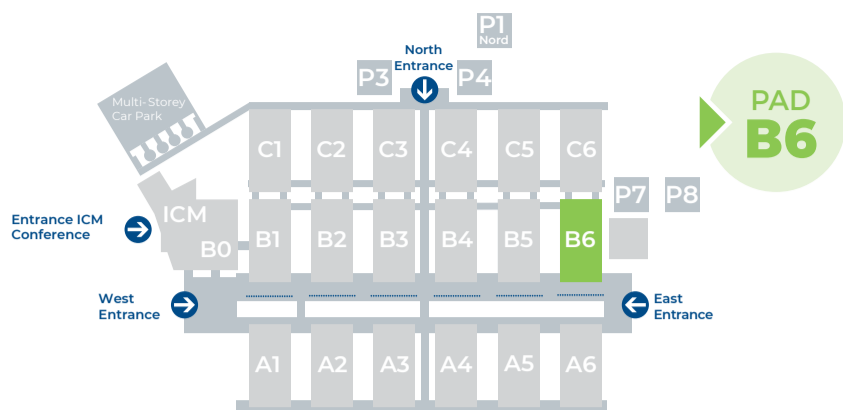 P1
Nord
North
Entrance
P3
P4
PAD
B6
Multi-Storey
Car Park
C1
C2
C3
C4
C5
C6
P7
P8
ICM
Entrance ICM
Conference
B0
B1
B2
B3
B4
B5
B6
West
Entrance
East
Entrance
A1
A2
A3
A4
A5
A6